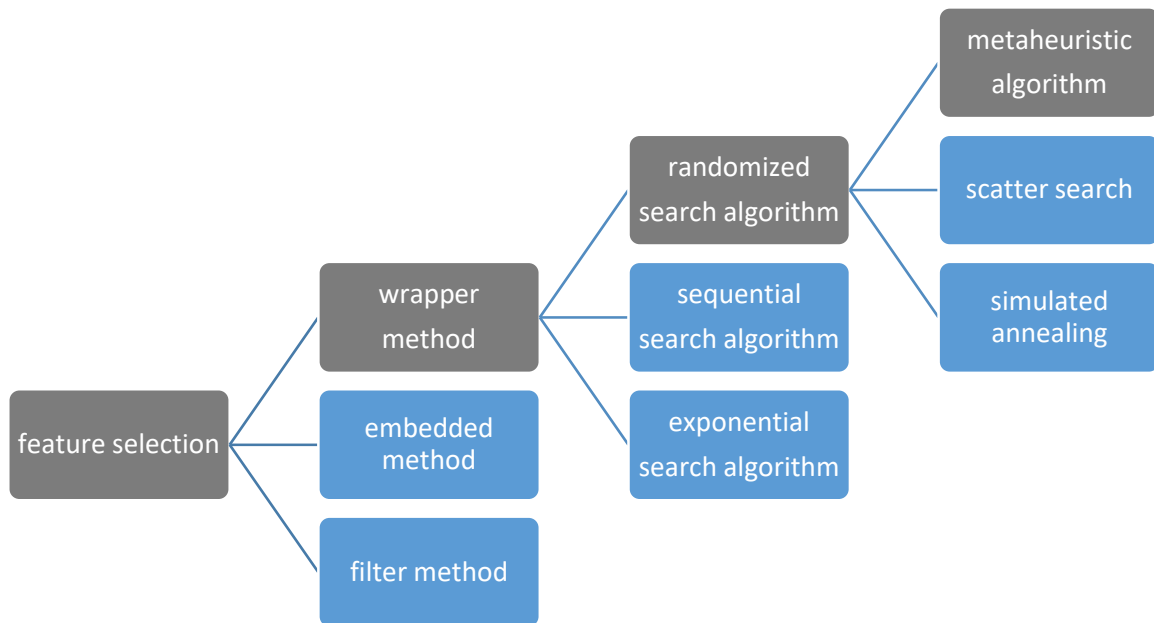 metaheuristic
algorithm
randomized
search algorithm
scatter search
wrapper
method
sequential
search algorithm
simulated
annealing
feature selection
embedded
method
exponential
search algorithm
filter method